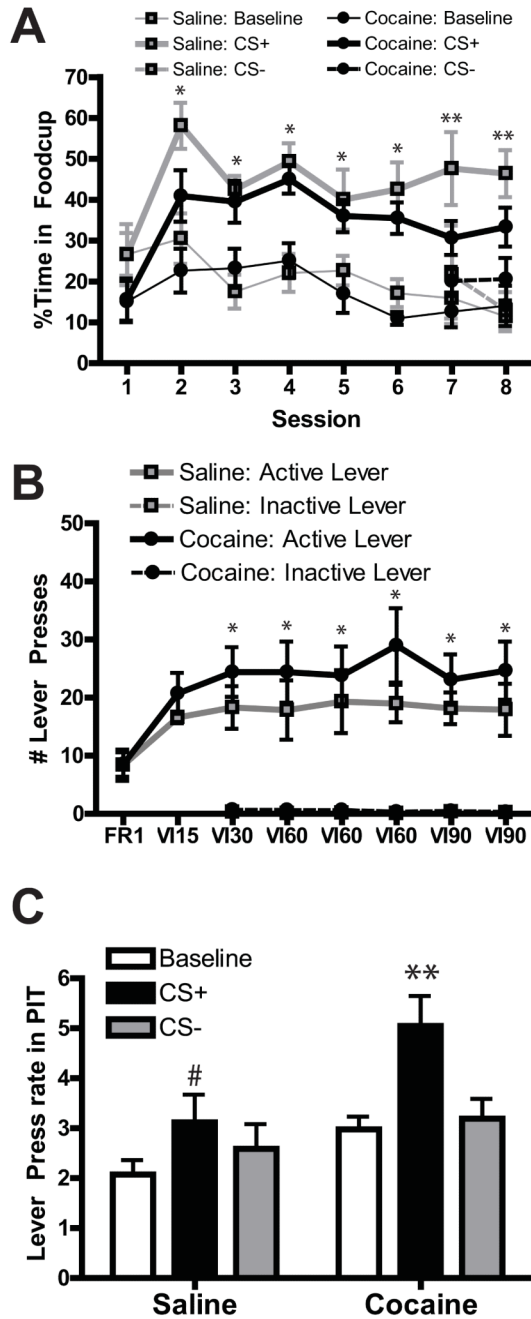 A
Saline: Baseline
Cocaine: Baseline
Saline: CS+
Cocaine: CS+
Saline: CS-
Cocaine: CS-
70
60
50
40
30
20
10
0
%Time in Foodcup
* * * * * ** **
1 2 3 4 5 6 7 8
Session
B
Saline: Active Lever
Saline: Inactive Lever
Cocaine: Active Lever
Cocaine: Inactive Lever
50
40
30
20
10
0
# Lever Presses
* * * * * *
FR1 VI15 VI30 VI60 VI60 VI60 VI90 VI90
C
Baseline
CS+
CS-
6
5
4
3
2
1
0
Lever Press rate in PIT
# **
Saline Cocaine